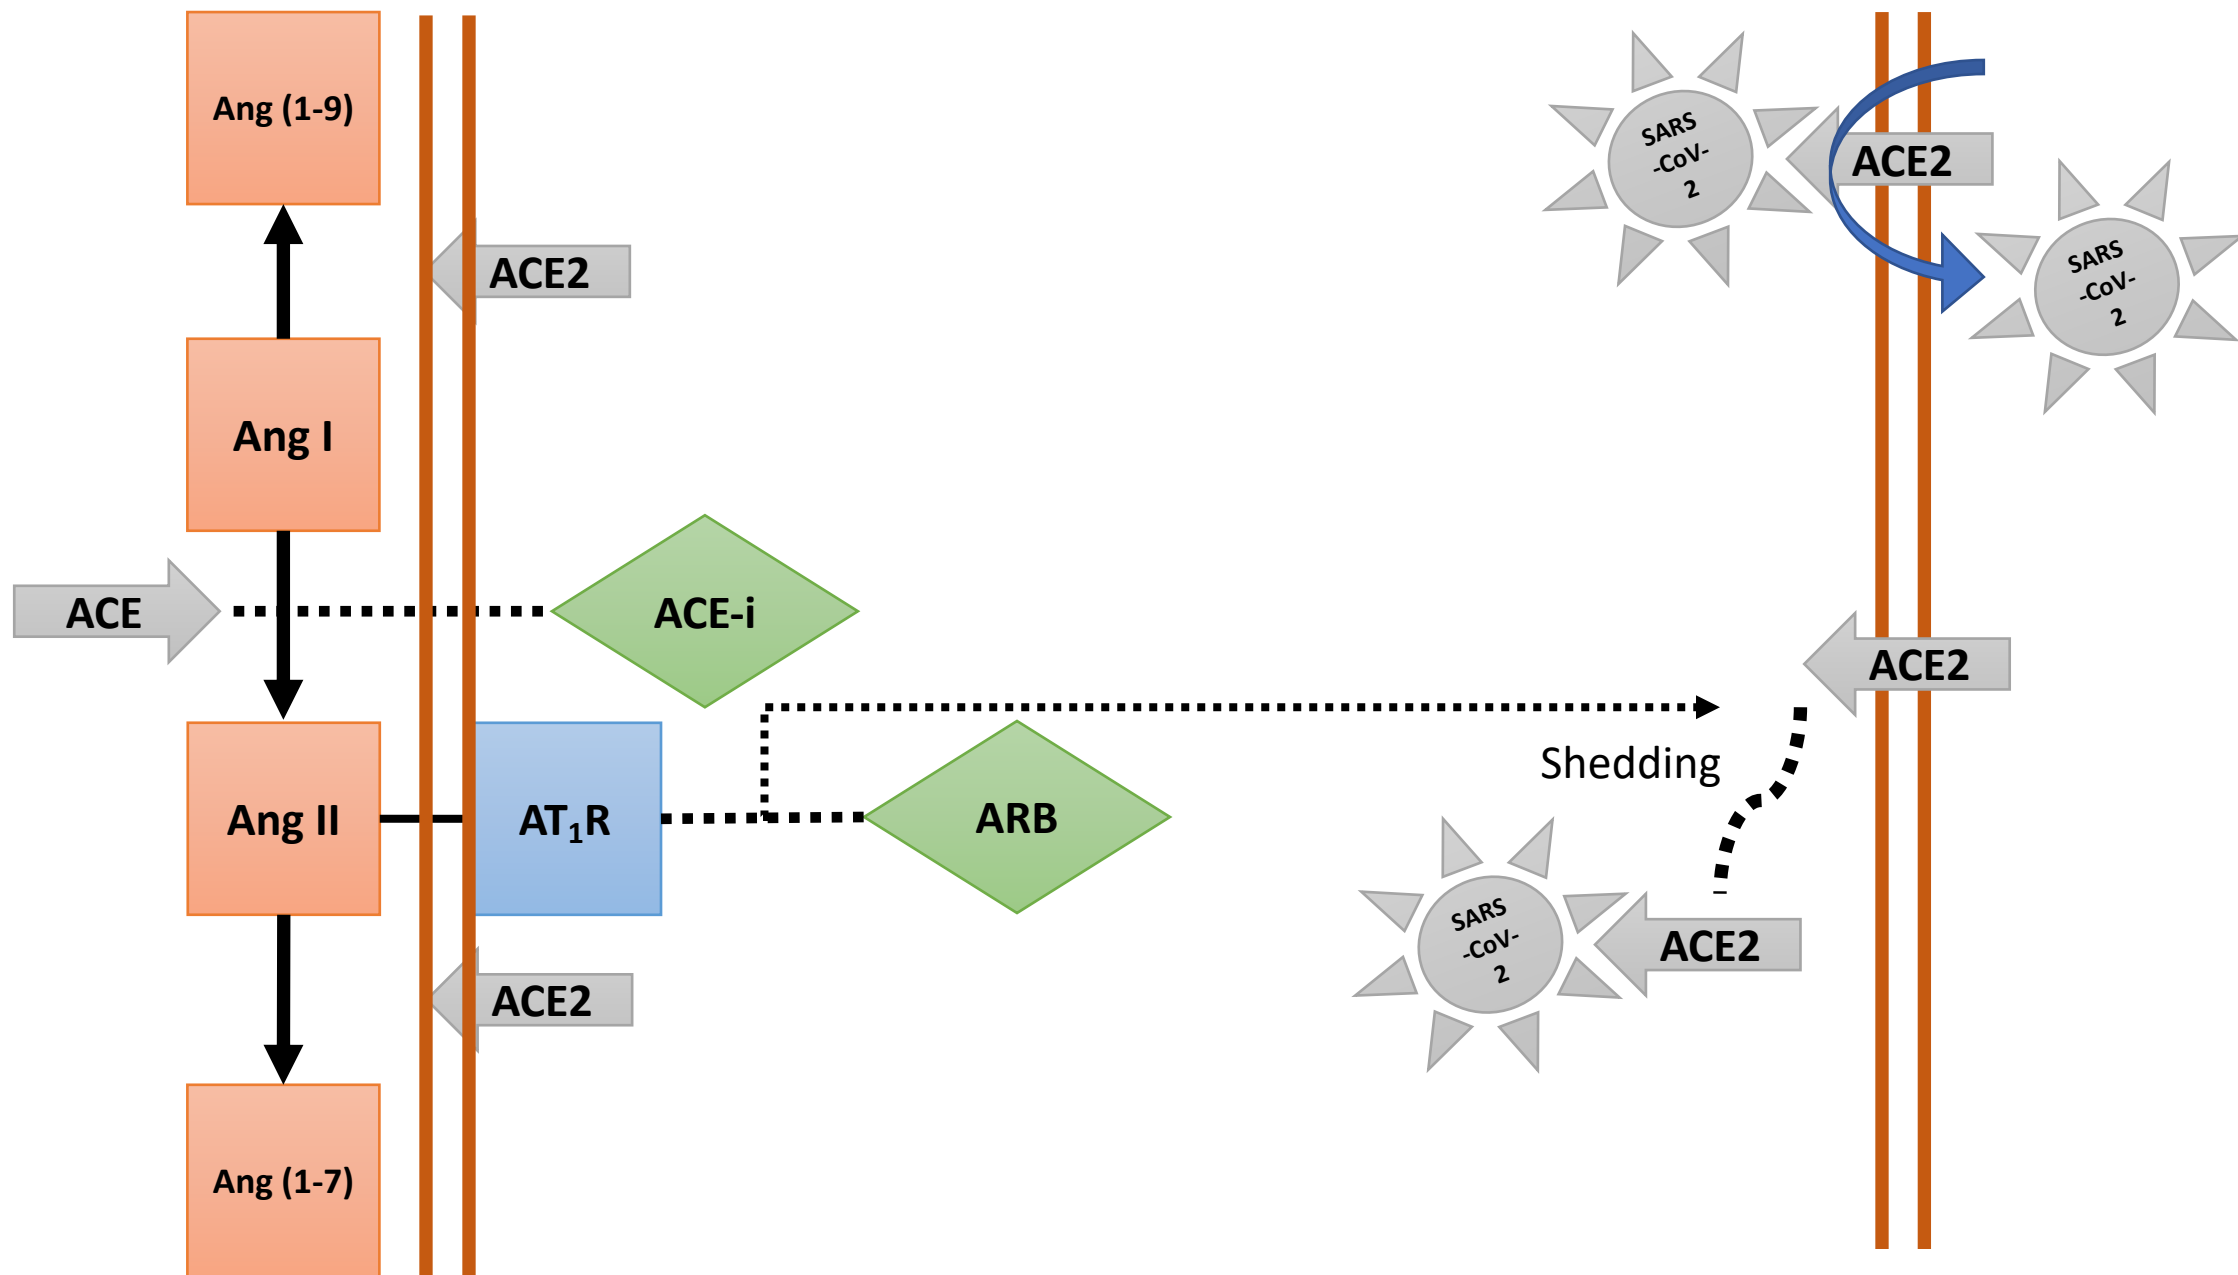 Ang (1-9)
SARS
-CoV-
2
ACE2
SARS
-CoV-
2
ACE2
Ang I
ACE
ACE-i
ACE2
Shedding
Ang II
AT₁R
ARB
SARS
-CoV-
2
ACE2
ACE2
Ang (1-7)